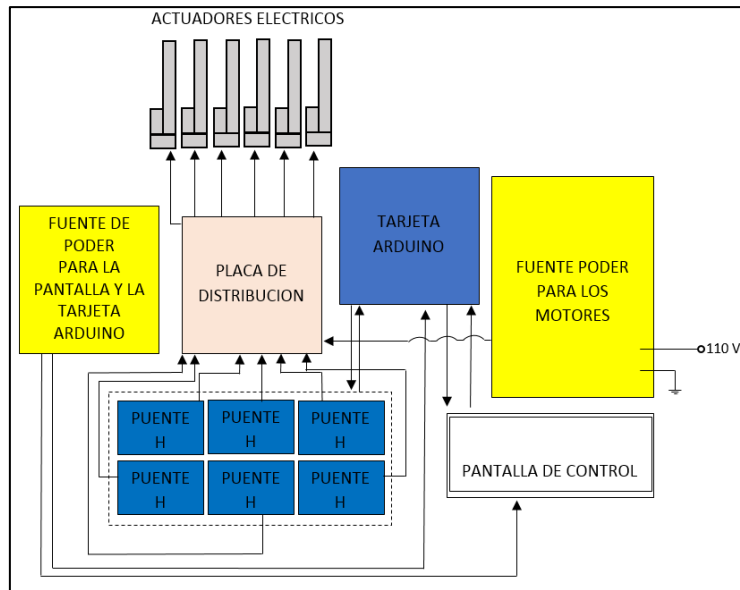 ACTUADORES ELECTRICOS
FUENTE DE
PODER
PARA LA
PANTALLA Y LA
TARJETA
ARDUINO
PLACA DE
DISTRIBUCION
TARJETA
ARDUINO
FUENTE PODER
PARA LOS
MOTORES
110 V
PUENTE
H
PUENTE
H
PUENTE
H
PUENTE
H
PUENTE
H
PUENTE
H
PANTALLA DE CONTROL